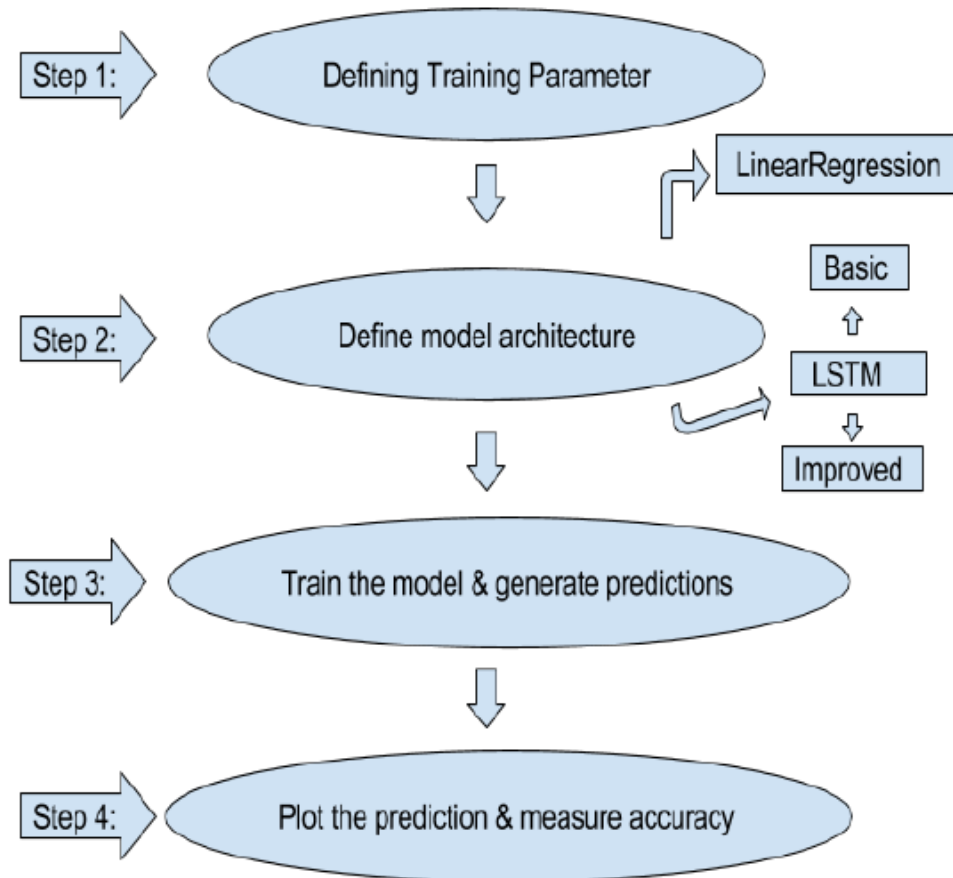 Step 1:
Defining Training Parameter
LinearRegression
Basic
Step 2:
Define model architecture
LSTM
Improved
Step 3:
Train the model & generate predictions
Step 4:
Plot the prediction & measure accuracy